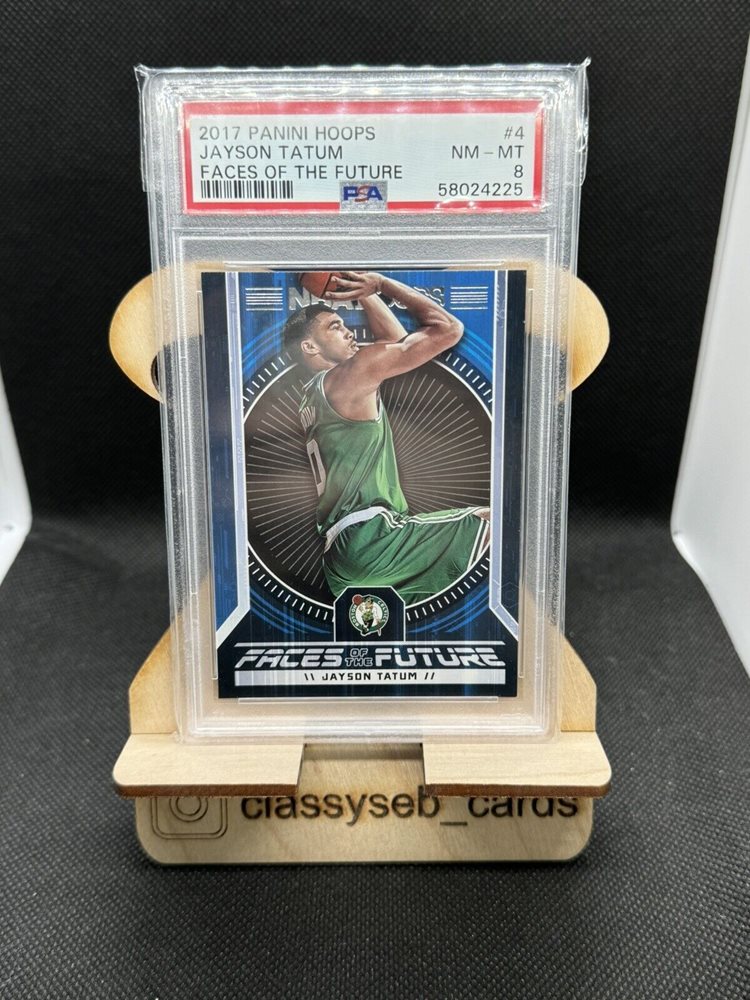 2017 PANINI HOOPS #4
JAYSON TATUM NM - MT
FACES OF THE FUTURE 8
PSA 58024225
0
FACES OF THE FUTURE
\\ JAYSON TATUM //
classyseb_cards